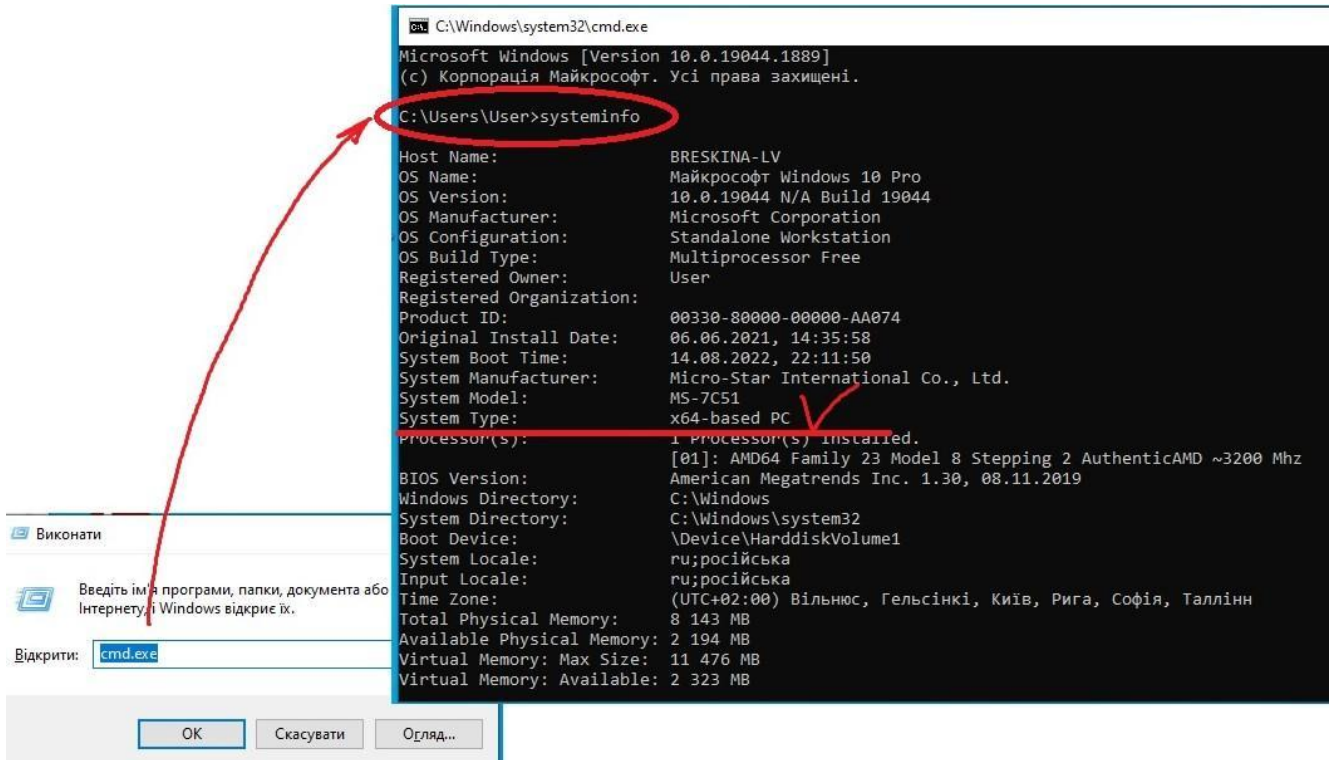 C:\Windows\system32\cmd.exe
Microsoft Windows [Version 10.0.19044.1889]
(c) Корпорація Майкрософт. Усі права захищені.
C:\Users\User>systeminfo
Host Name: BRESKINA-LV
OS Name: Майкрософт Windows 10 Pro
OS Version: 10.0.19044 N/A Build 19044
OS Manufacturer: Microsoft Corporation
OS Configuration: Standalone Workstation
OS Build Type: Multiprocessor Free
Registered Owner: User
Registered Organization:
Product ID: 00330-80000-00000-AA074
Original Install Date: 06.06.2021, 14:35:58
System Boot Time: 14.08.2022, 22:11:50
System Manufacturer: Micro-Star International Co., Ltd.
System Model: MS-7C51
System Type: x64-based PC
Processor(s): 1 Processor(s) Installed.
[01]: AMD64 Family 23 Model 8 Stepping 2 AuthenticAMD ~3200 Mhz
BIOS Version: American Megatrends Inc. 1.30, 08.11.2019
Windows Directory: C:\Windows
System Directory: C:\Windows\system32
Boot Device: \Device\HarddiskVolume1
System Locale: ru;російська
Input Locale: ru;російська
Time Zone: (UTC+02:00) Вільнюс, Гельсінкі, Київ, Рига, Софія, Таллінн
Total Physical Memory: 8 143 MB
Available Physical Memory: 2 194 MB
Virtual Memory: Max Size: 11 476 MB
Virtual Memory: Available: 2 323 MB
Виконати
Введіть ім'я програми, папки, документа або
Інтернету, і Windows відкриє їх.
Відкрити: cmd.exe
OK Скасувати Огляд...